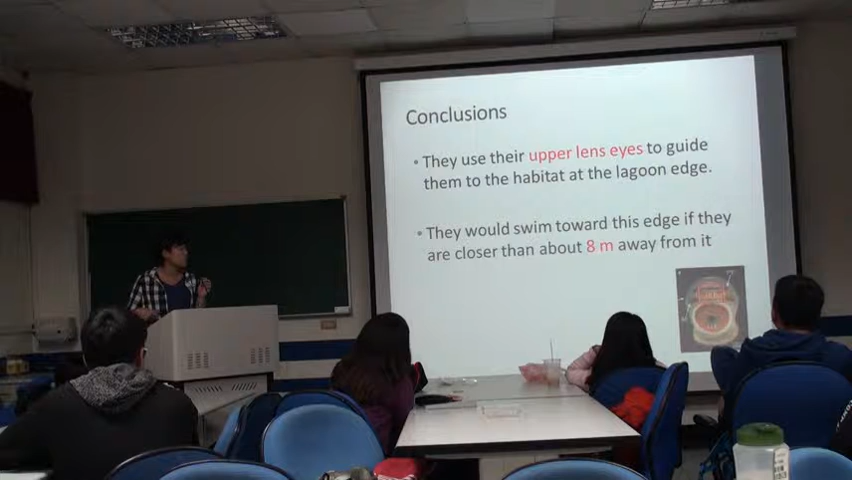 Conclusions
• They use their upper lens eyes to guide
them to the habitat at the lagoon edge.
• They would swim toward this edge if they
are closer than about 8 m away from it